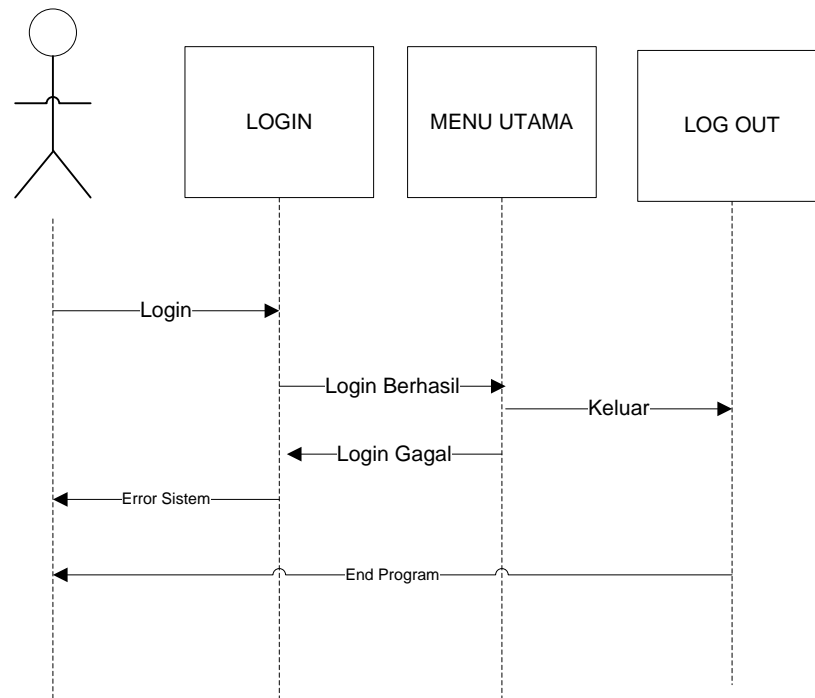 LOGIN
MENU UTAMA
LOG OUT
Login
Login Berhasil
Keluar
Login Gagal
Error Sistem
End Program